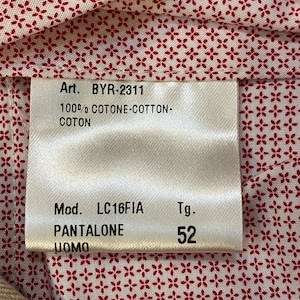 Art. BYR-2311
100% COTONE-COTTON-
COTON
Mod. LC16FIA Tg.
PANTALONE 52
UOMO